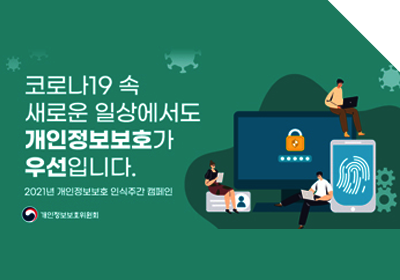 코로나19 속
새로운 일상에서도
개인정보보호가
우선입니다.
2021년 개인정보보호 인식주간 캠페인
개인정보보호위원회